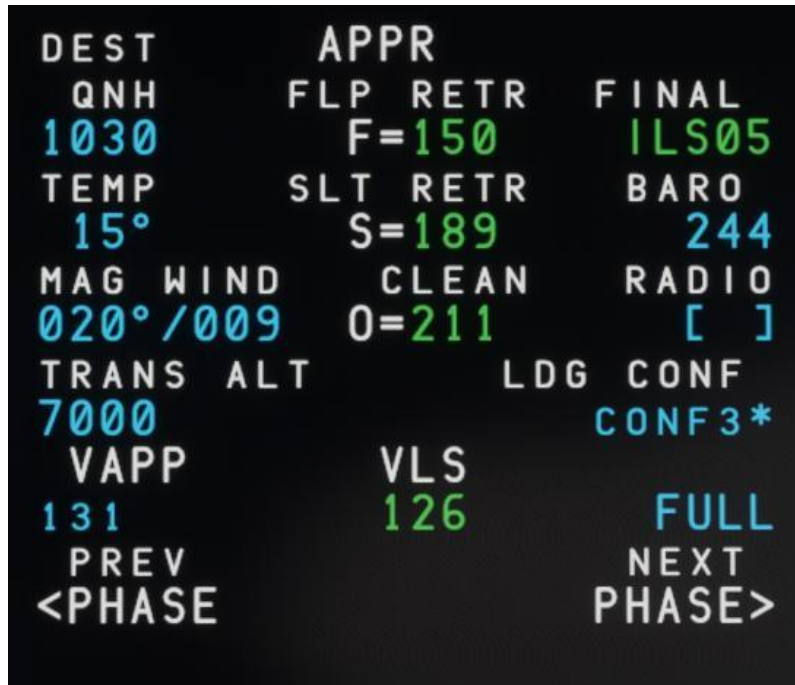 DEST APPR
QNH FLP RETR FINAL
1030 F=150 ILS05
TEMP SLT RETR BARO
15° S=189 244
MAG WIND CLEAN RADIO
020°/009 O=211 [ ]
TRANS ALT LDG CONF
7000 CONF3*
VAPP VLS
131 126 FULL
PREV NEXT
<PHASE PHASE>